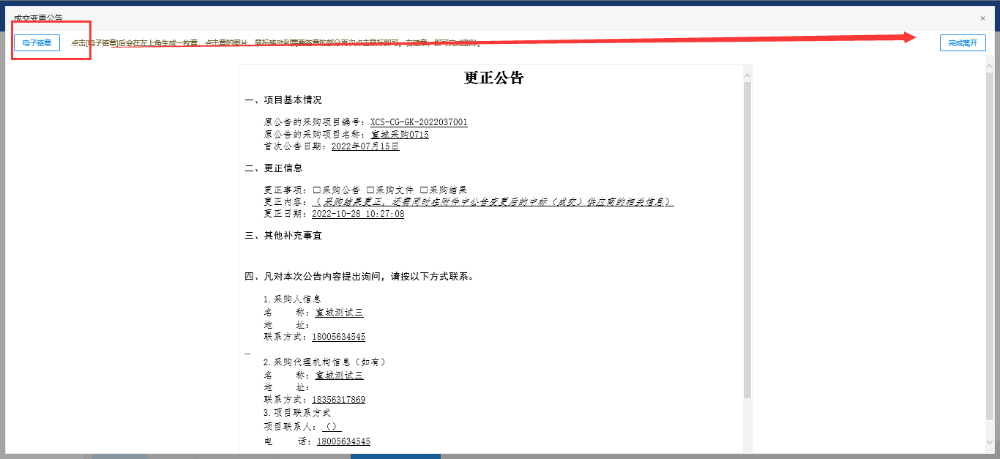 成交变更公告
×
电子签章
点击[电子签章]后会在左上角生成一枚章，点击章的图片，鼠标移动到需要签章的部分再次点击鼠标即可。右键章，即可完成删除。
完成离开
更正公告
一、项目基本情况
原公告的采购项目编号：XCS-CG-GK-2022037001
原公告的采购项目名称：宣城采购0715
首次公告日期：2022年07月15日
二、更正信息
更正事项：□采购公告 □采购文件 □采购结果
更正内容：（采购结果更正，还需同时在附件中公告变更后的中标（成交）供应商的相关信息）
更正日期：2022-10-28 10:27:08
三、其他补充事宜
四、凡对本次公告内容提出询问，请按以下方式联系。
1.采购人信息
名 称：宣城测试三
地 址：
联系方式：18005634545
2.采购代理机构信息（如有）
名 称：宣城测试三
地 址：
联系方式：18356317869
3.项目联系方式
项目联系人：（）
电 话：18005634545